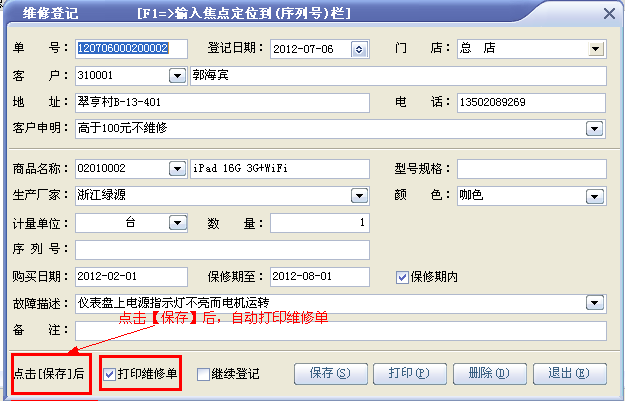 维修登记 [F1=>输入焦点定位到(序列号)栏]
单 号： 120706000200002 登记日期： 2012-07-06 门 店： 总 店
客 户： 310001 郭海宾
地 址： 翠亨村B-13-401 电 话： 13502089269
客户申明： 高于100元不维修
商品名称： 02010002 iPad 16G 3G+WiFi 型号规格：
生产厂家： 浙江绿源 颜 色： 咖色
计量单位： 台 数 量： 1
序 列 号：
购买日期： 2012-02-01 保修期至： 2012-08-01 保修期内
故障描述： 仪表盘上电源指示灯不亮而电机运转
点击【保存】后，自动打印维修单
备 注：
点击[保存]后 打印维修单 继续登记 保存(S) 打印(P) 删除(D) 退出(E)